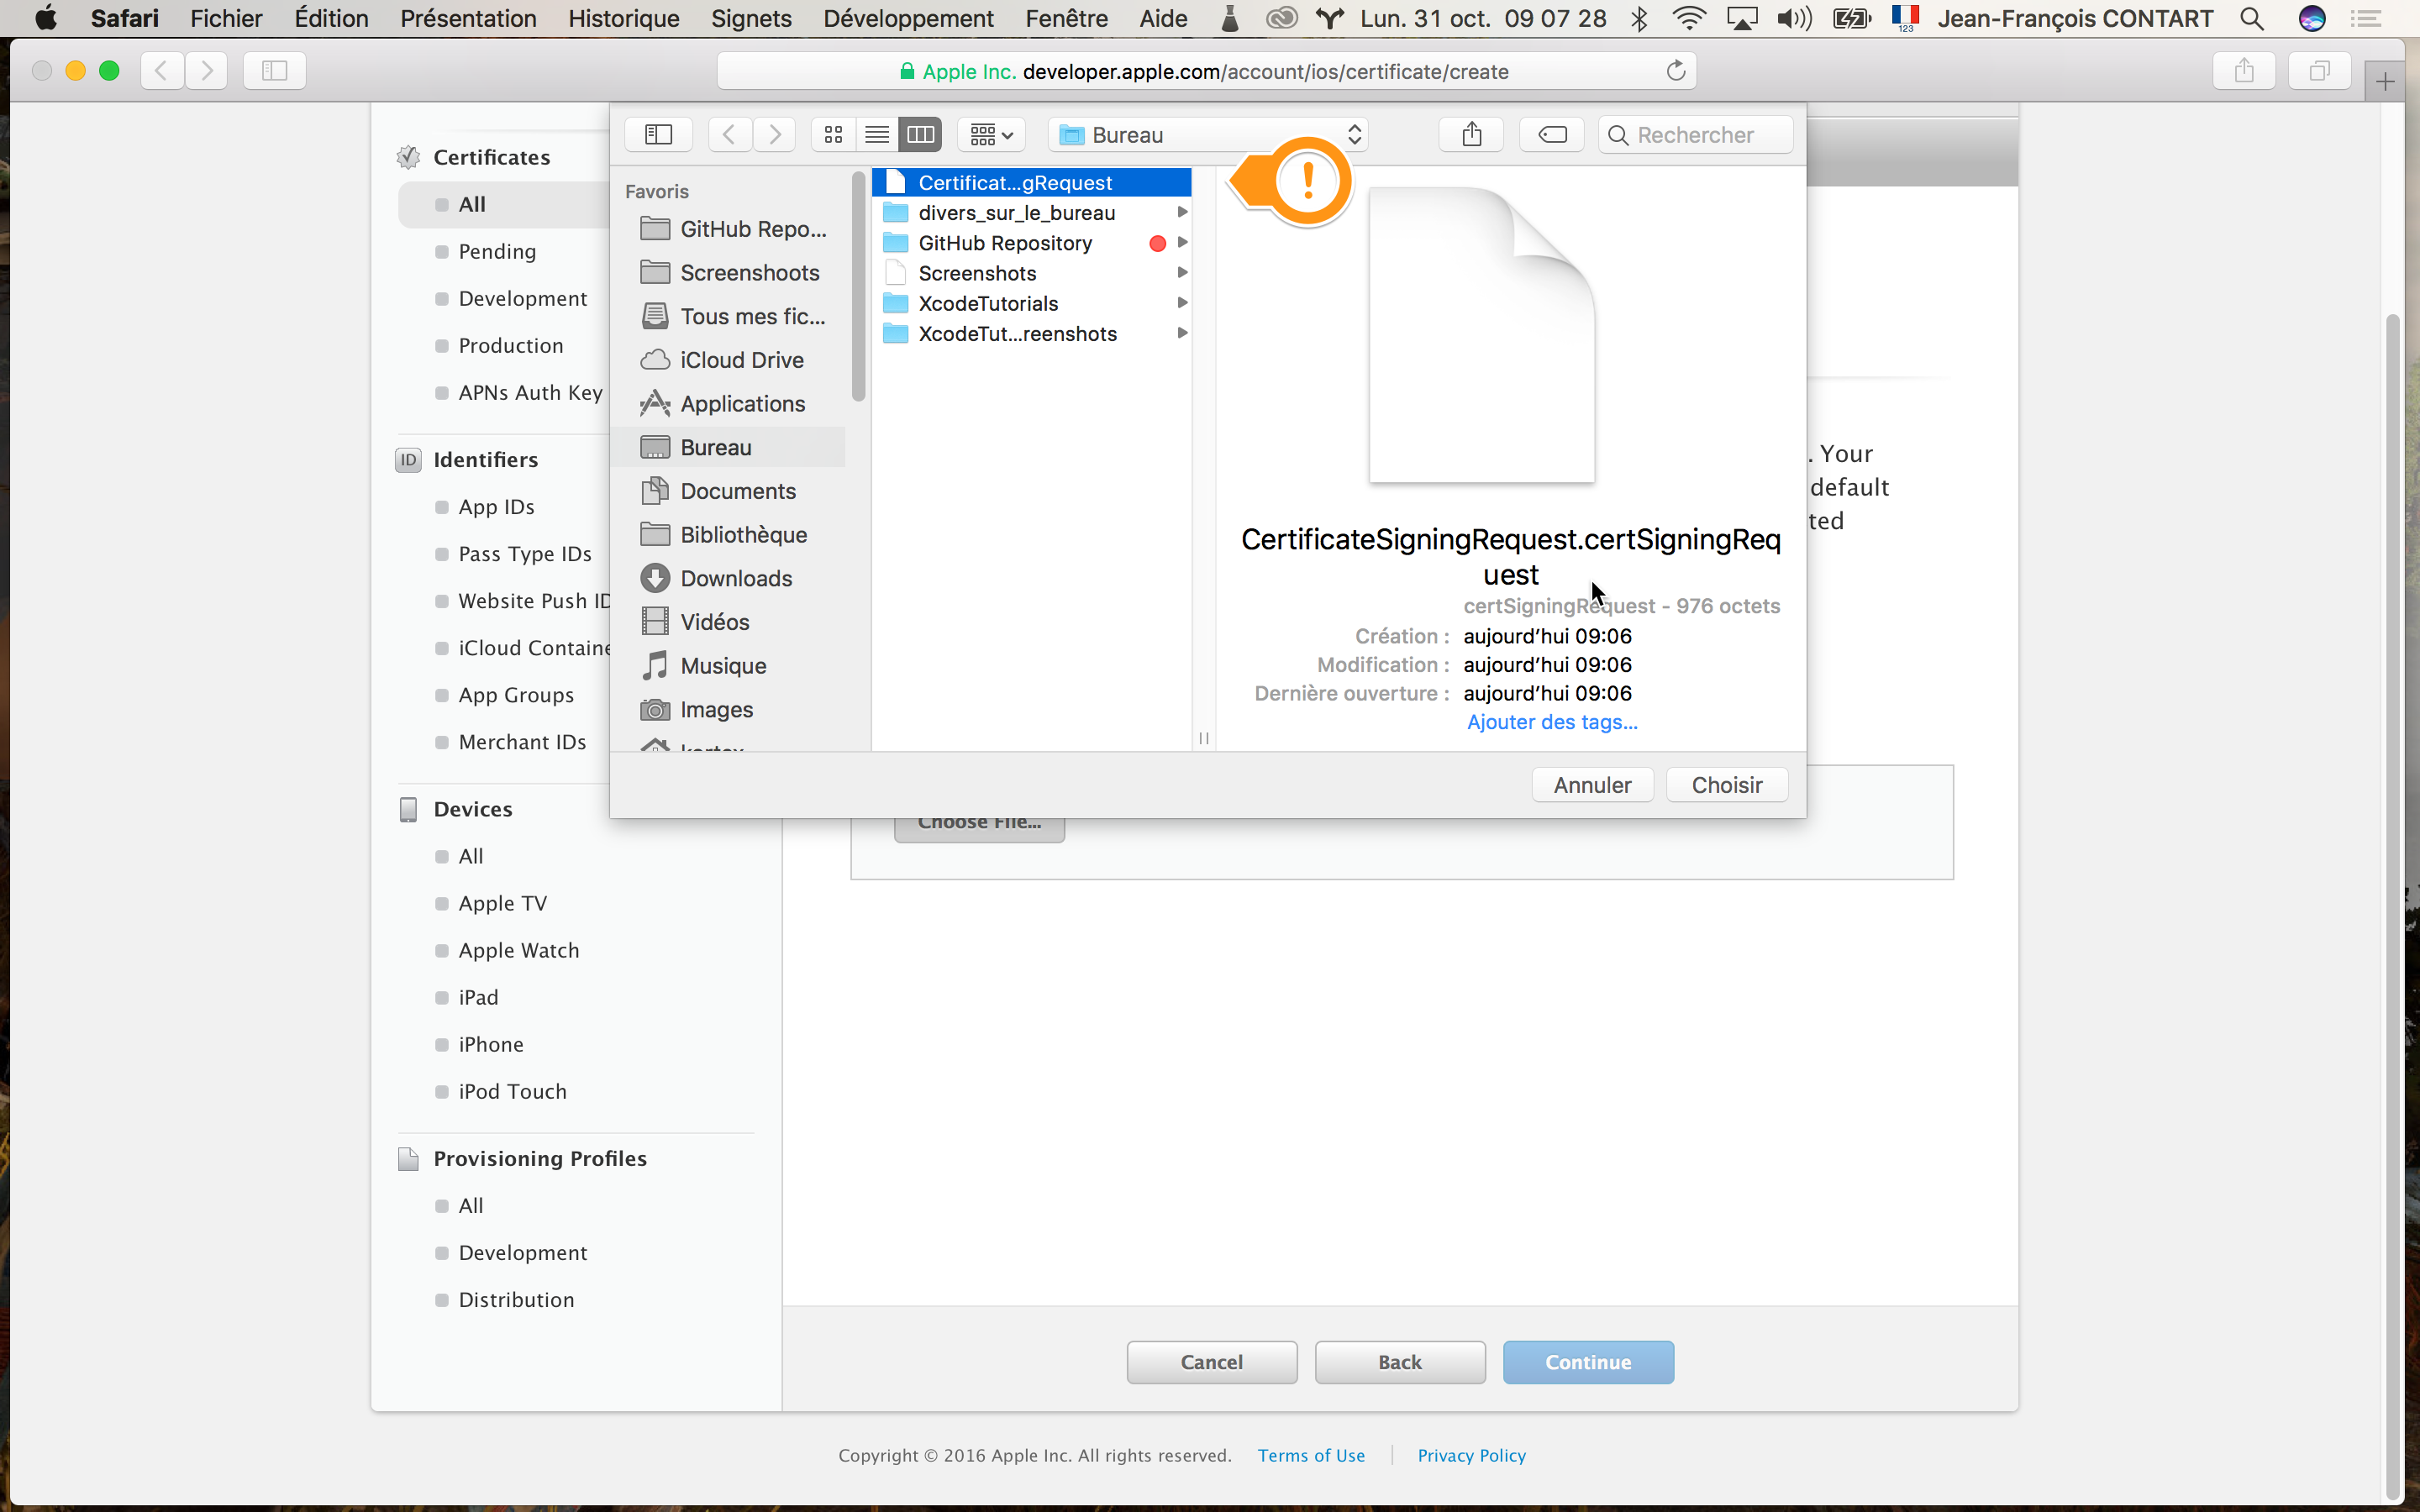 Safari Fichier Édition Présentation Historique Signets Développement Fenêtre Aide Lun. 31 oct. 09 07 28 123 Jean-François CONTART
Apple Inc. developer.apple.com/account/ios/certificate/create
Bureau
Rechercher
Certificates
All
Pending
Development
Production
APNs Auth Key
ID Identifiers
App IDs
Pass Type IDs
Website Push ID
iCloud Containe
App Groups
Merchant IDs
Devices
All
Apple TV
Apple Watch
iPad
iPhone
iPod Touch
Provisioning Profiles
All
Development
Distribution
Favoris
GitHub Repo...
Screenshoots
Tous mes fic...
iCloud Drive
Applications
Bureau
Documents
Bibliothèque
Downloads
Vidéos
Musique
Images
Certificat...gRequest
divers_sur_le_bureau
GitHub Repository
Screenshots
XcodeTutorials
XcodeTut...reenshots
!
CertificateSigningRequest.certSigningReq
uest
certSigningRequest - 976 octets
Création : aujourd'hui 09:06
Modification : aujourd'hui 09:06
Dernière ouverture : aujourd'hui 09:06
Ajouter des tags...
Annuler Choisir
. Your
default
ted
Choose File...
Cancel Back Continue
Copyright © 2016 Apple Inc. All rights reserved. Terms of Use Privacy Policy